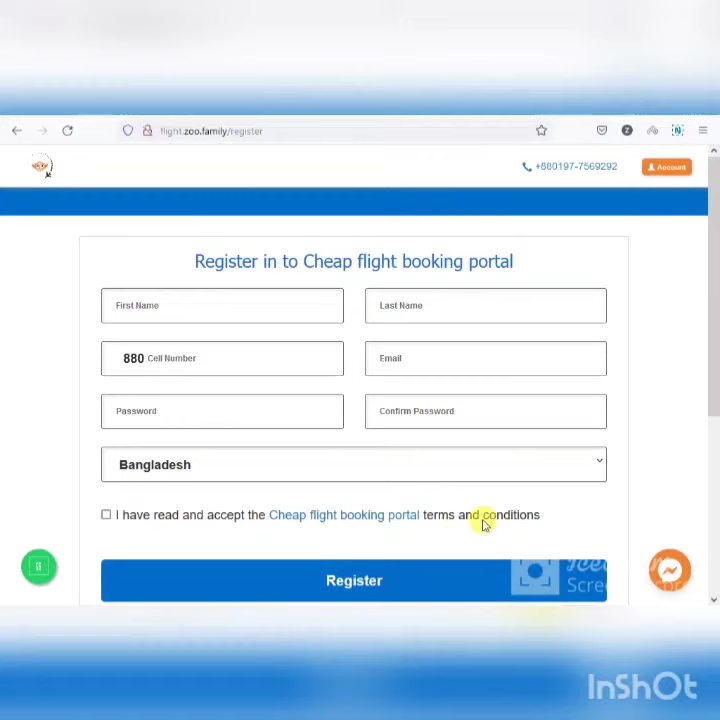 flight.zoo.family/register
+880197-7569292
Account
Register in to Cheap flight booking portal
First Name
Last Name
880 Cell Number
Email
Password
Confirm Password
Bangladesh
I have read and accept the Cheap flight booking portal terms and conditions
Register
InShOt